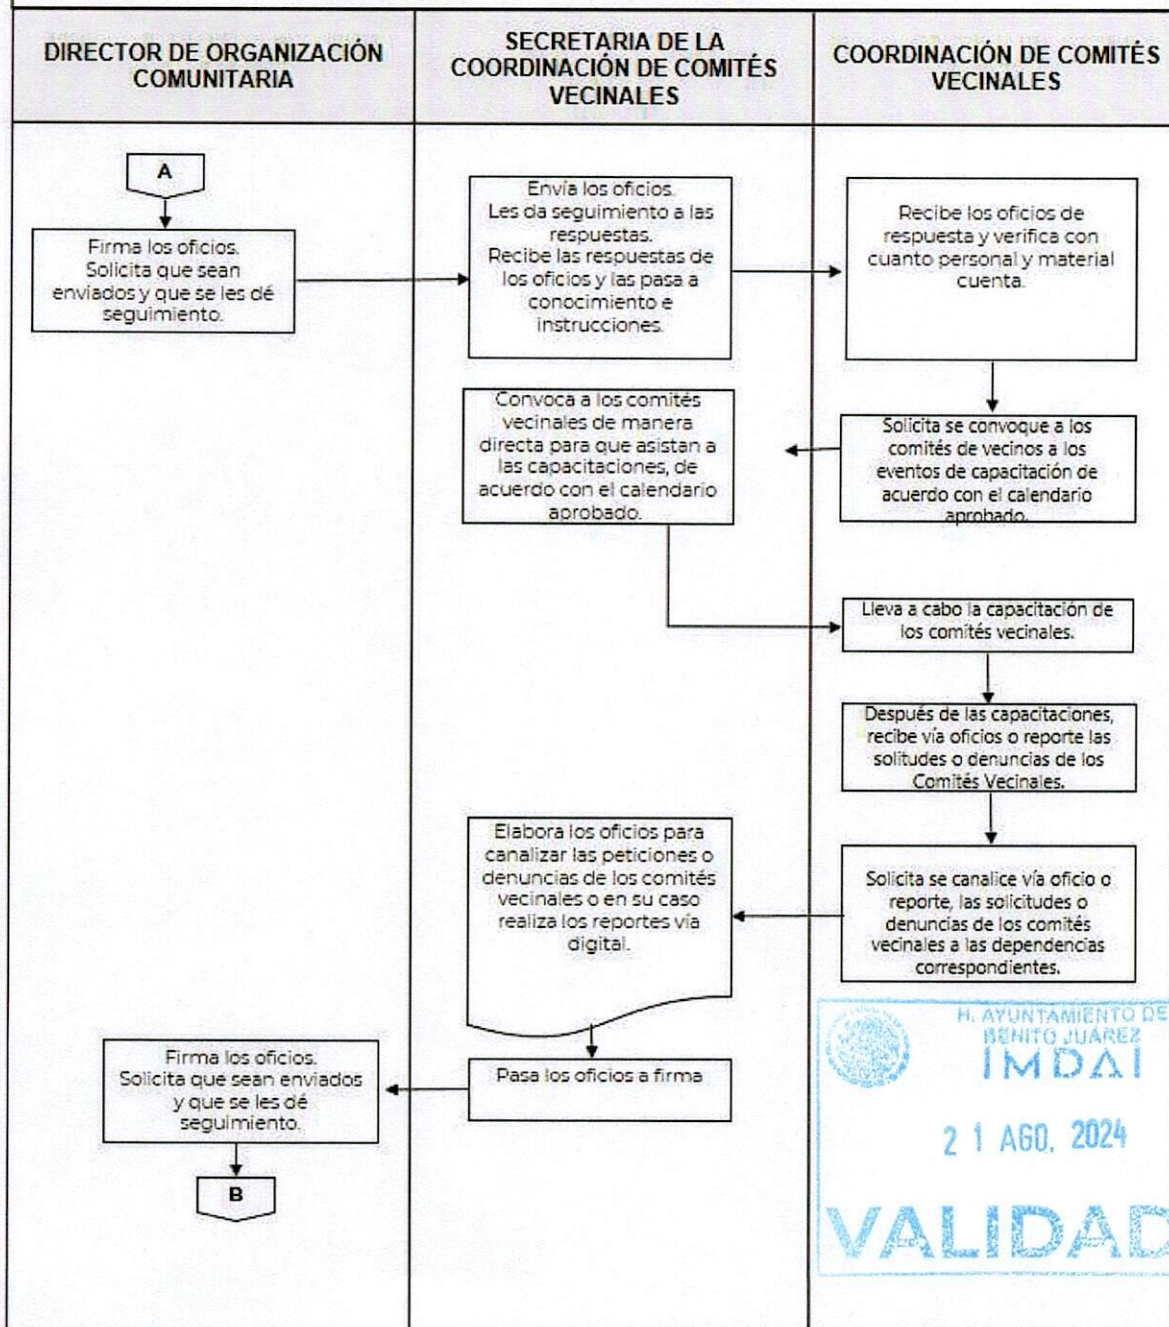 DIRECTOR DE ORGANIZACIÓN
COMUNITARIA
SECRETARIA DE LA
COORDINACIÓN DE COMITÉS
VECINALES
COORDINACIÓN DE COMITÉS
VECINALES
A
Firma los oficios.
Solicita que sean
enviados y que se les dé
seguimiento.
Envía los oficios.
Les da seguimiento a las
respuestas.
Recibe las respuestas de
los oficios y las pasa a
conocimiento e
instrucciones.
Recibe los oficios de
respuesta y verifica con
cuanto personal y material
cuenta.
Solicita se convoque a los
comités de vecinos a los
eventos de capacitación de
acuerdo con el calendario
aprobado.
Convoca a los comités
vecinales de manera
directa para que asistan a
las capacitaciones, de
acuerdo con el calendario
aprobado.
Lleva a cabo la capacitación de
los comités vecinales.
Después de las capacitaciones,
recibe vía oficios o reporte las
solitudes o denuncias de los
Comités Vecinales.
Solicita se canalice vía oficio o
reporte, las solicitudes o
denuncias de los comités
vecinales a las dependencias
correspondientes.
Elabora los oficios para
canalizar las peticiones o
denuncias de los comités
vecinales o en su caso
realiza los reportes vía
digital.
Pasa los oficios a firma
Firma los oficios.
Solicita que sean enviados
y que se les dé
seguimiento.
B
H. AYUNTAMIENTO DE
BENITO JUAREZ
IMDAI
21 AGO, 2024
VALIDAD